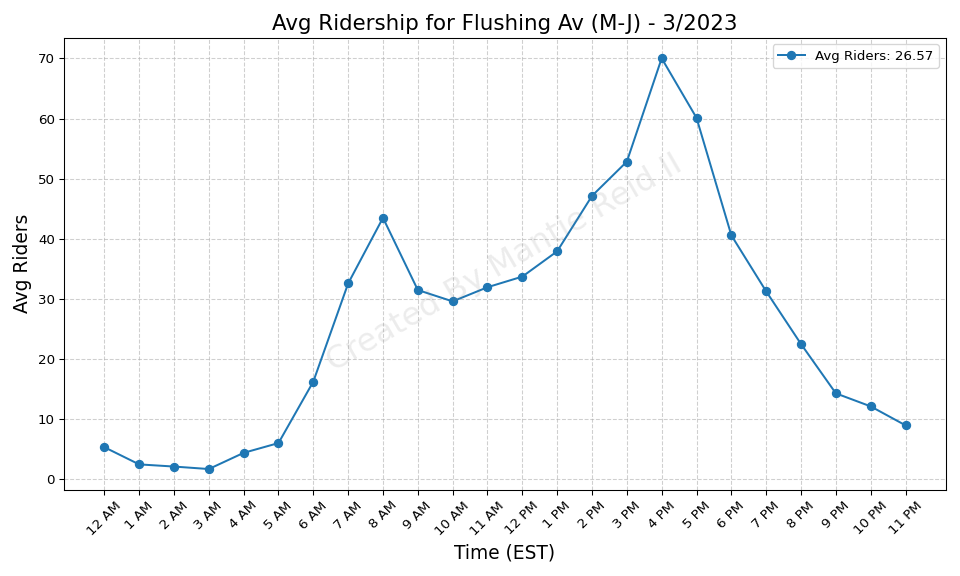 Avg Ridership for Flushing Av (M-J) - 3/2023
Avg Riders: 26.57
Avg Riders
70
60
50
40
30
20
10
0
Created By Mantie Reid II
12 AM
1 AM
2 AM
3 AM
4 AM
5 AM
6 AM
7 AM
8 AM
9 AM
10 AM
11 AM
12 PM
1 PM
2 PM
3 PM
4 PM
5 PM
6 PM
7 PM
8 PM
9 PM
10 PM
11 PM
Time (EST)